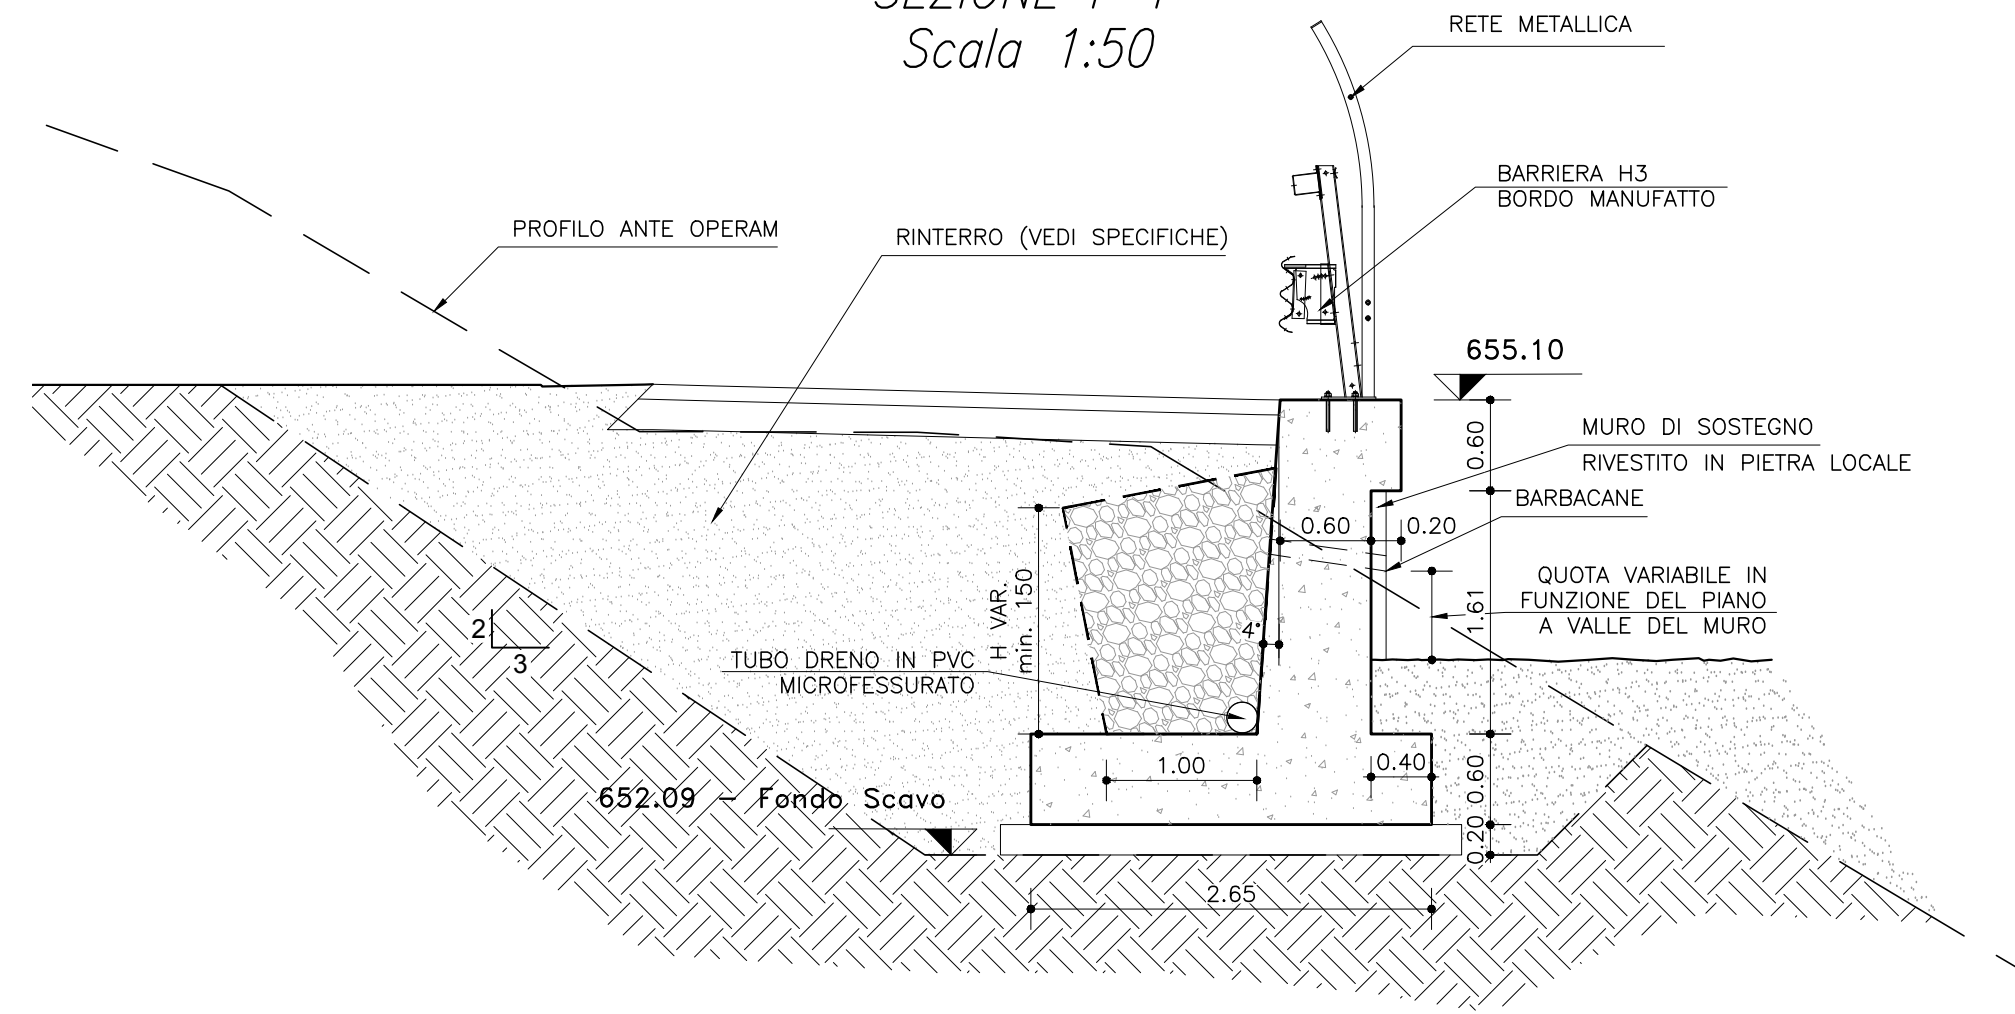 Scala 1:50
RETE METALLICA
BARRIERA H3
BORDO MANUFATTO
PROFILO ANTE OPERAM
RINTERRO (VEDI SPECIFICHE)
655.10
0.60
MURO DI SOSTEGNO
RIVESTITO IN PIETRA LOCALE
BARBACANE
0.60
0.20
QUOTA VARIABILE IN
FUNZIONE DEL PIANO
A VALLE DEL MURO
1.61
H VAR.
min. 150
4°
2
3
TUBO DRENO IN PVC
MICROFESSURATO
1.00
0.40
0.60
652.09 - Fondo Scavo
0.20
2.65